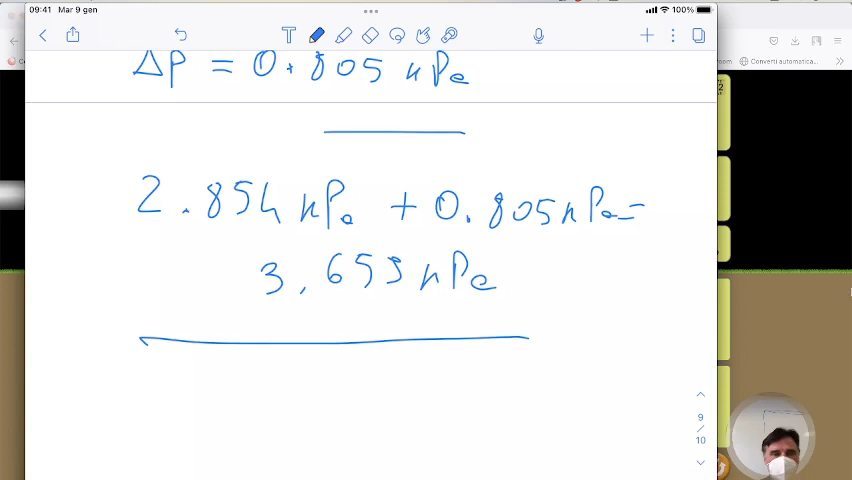 09:41 Mar 9 gen
100%
ΔP = 0.805 kPa
2.854 kPa + 0.805 kPa =
3.659 kPa
Converti automatica...
room
9
/
10